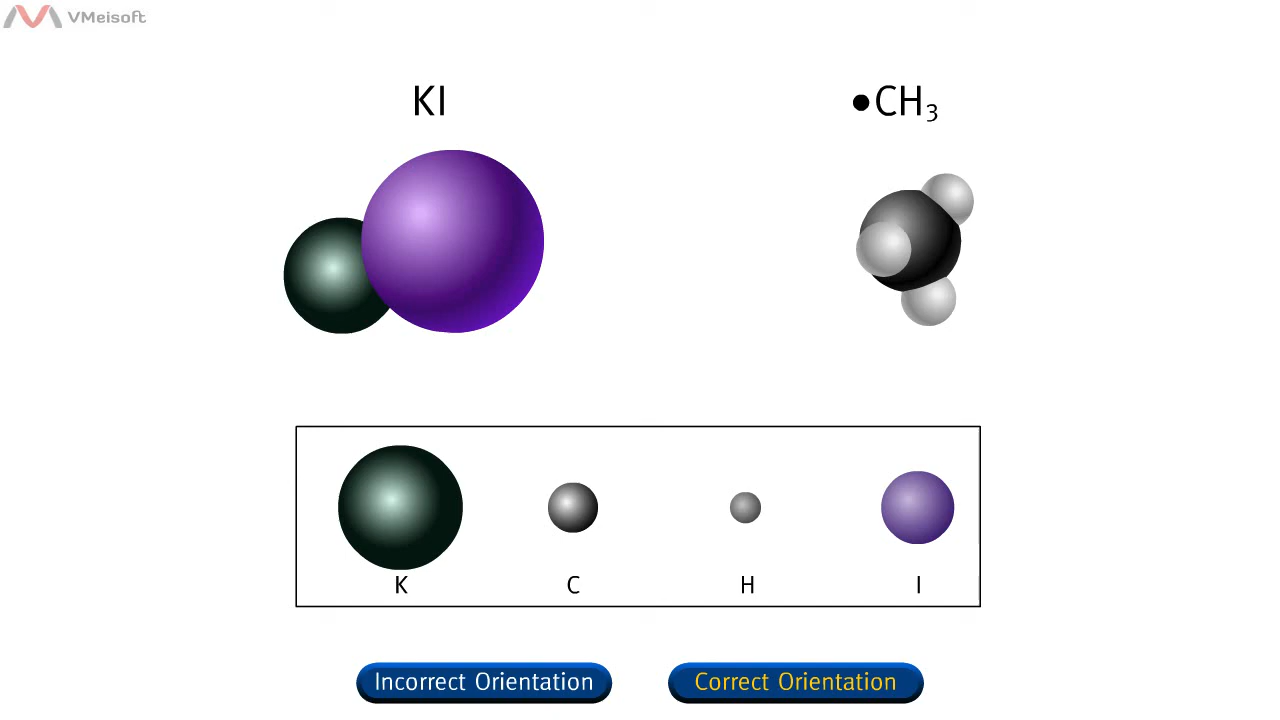 VMeisoft
KI
•CH₃
K
C
H
I
Incorrect Orientation
Correct Orientation